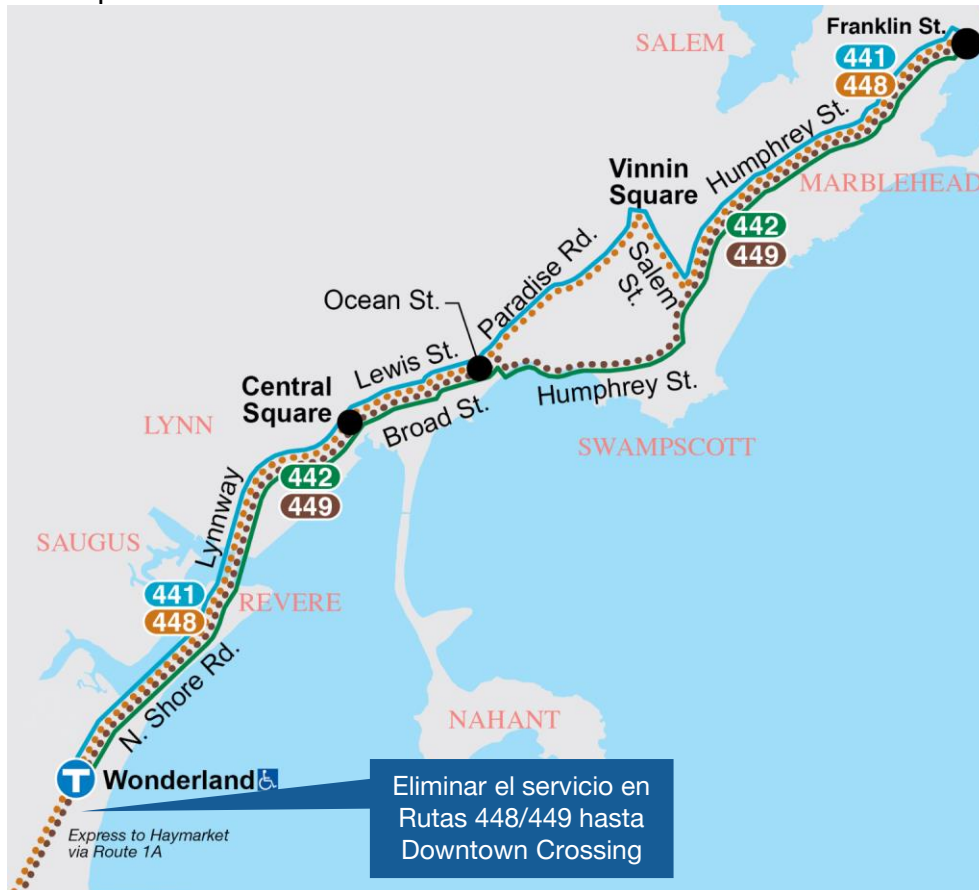 SALEM
Franklin St.
441
448
Humphrey St.
MARBLEHEAD
Vinnin
Square
442
449
Salem
St.
Paradise Rd.
Ocean St.
Lewis St.
Central
Square
Broad St.
Humphrey St.
LYNN
SWAMPSCOTT
442
449
Lynnway
SAUGUS
441
448
REVERE
N. Shore Rd.
NAHANT
T Wonderland
Express to Haymarket
via Route 1A
Eliminar el servicio en
Rutas 448/449 hasta
Downtown Crossing